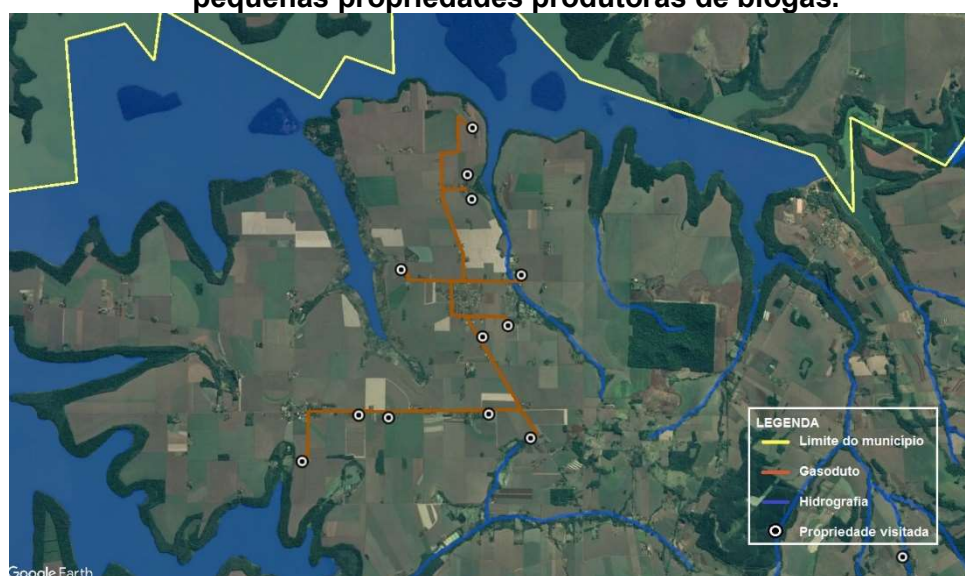 pequenas propriedades produtoras de biogás.
LEGENDA
Limite do município
Gasoduto
Hidrografia
Propriedade visitada
Google Earth